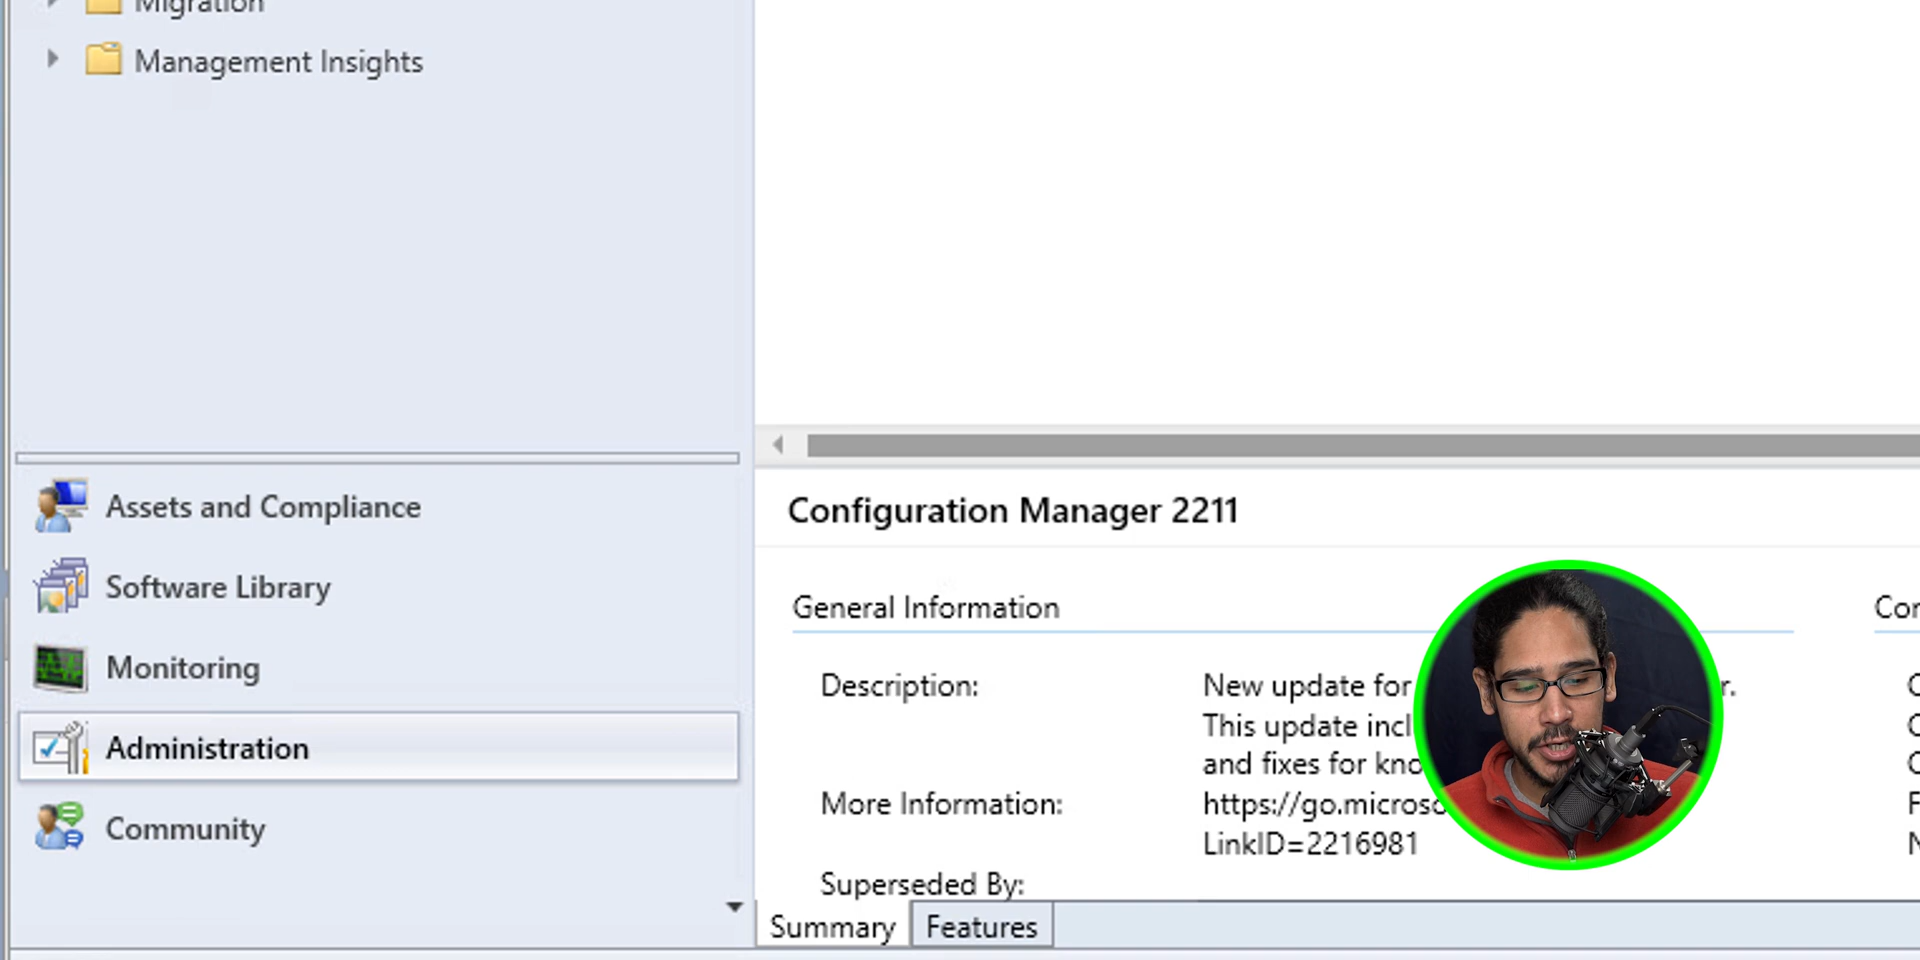 Migration
Management Insights
Assets and Compliance
Software Library
Monitoring
Administration
Community
Configuration Manager 2211
General Information
Description: New update for r.
This update incl
and fixes for kno
More Information: https://go.microso
LinkID=2216981
Superseded By:
Summary Features